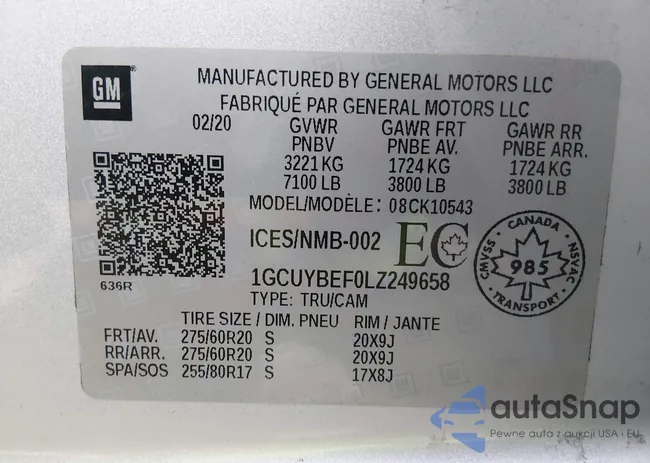 GM
MANUFACTURED BY GENERAL MOTORS LLC
FABRIQUÉ PAR GENERAL MOTORS LLC
02/20 GVWR GAWR FRT GAWR RR
PNBV PNBE AV. PNBE ARR.
3221 KG 1724 KG 1724 KG
7100 LB 3800 LB 3800 LB
MODEL/MODÈLE: 08CK10543
ICES/NMB-002 EC
CANADA
CMVSS 985 NSVAC
TRANSPORT
636R
1GCUYBEF0LZ249658
TYPE: TRU/CAM
TIRE SIZE / DIM. PNEU RIM / JANTE
FRT/AV. 275/60R20 S 20X9J
RR/ARR. 275/60R20 S 20X9J
SPA/SOS 255/80R17 S 17X8J
autaSnap
Pewne auta z aukcji USA i EU